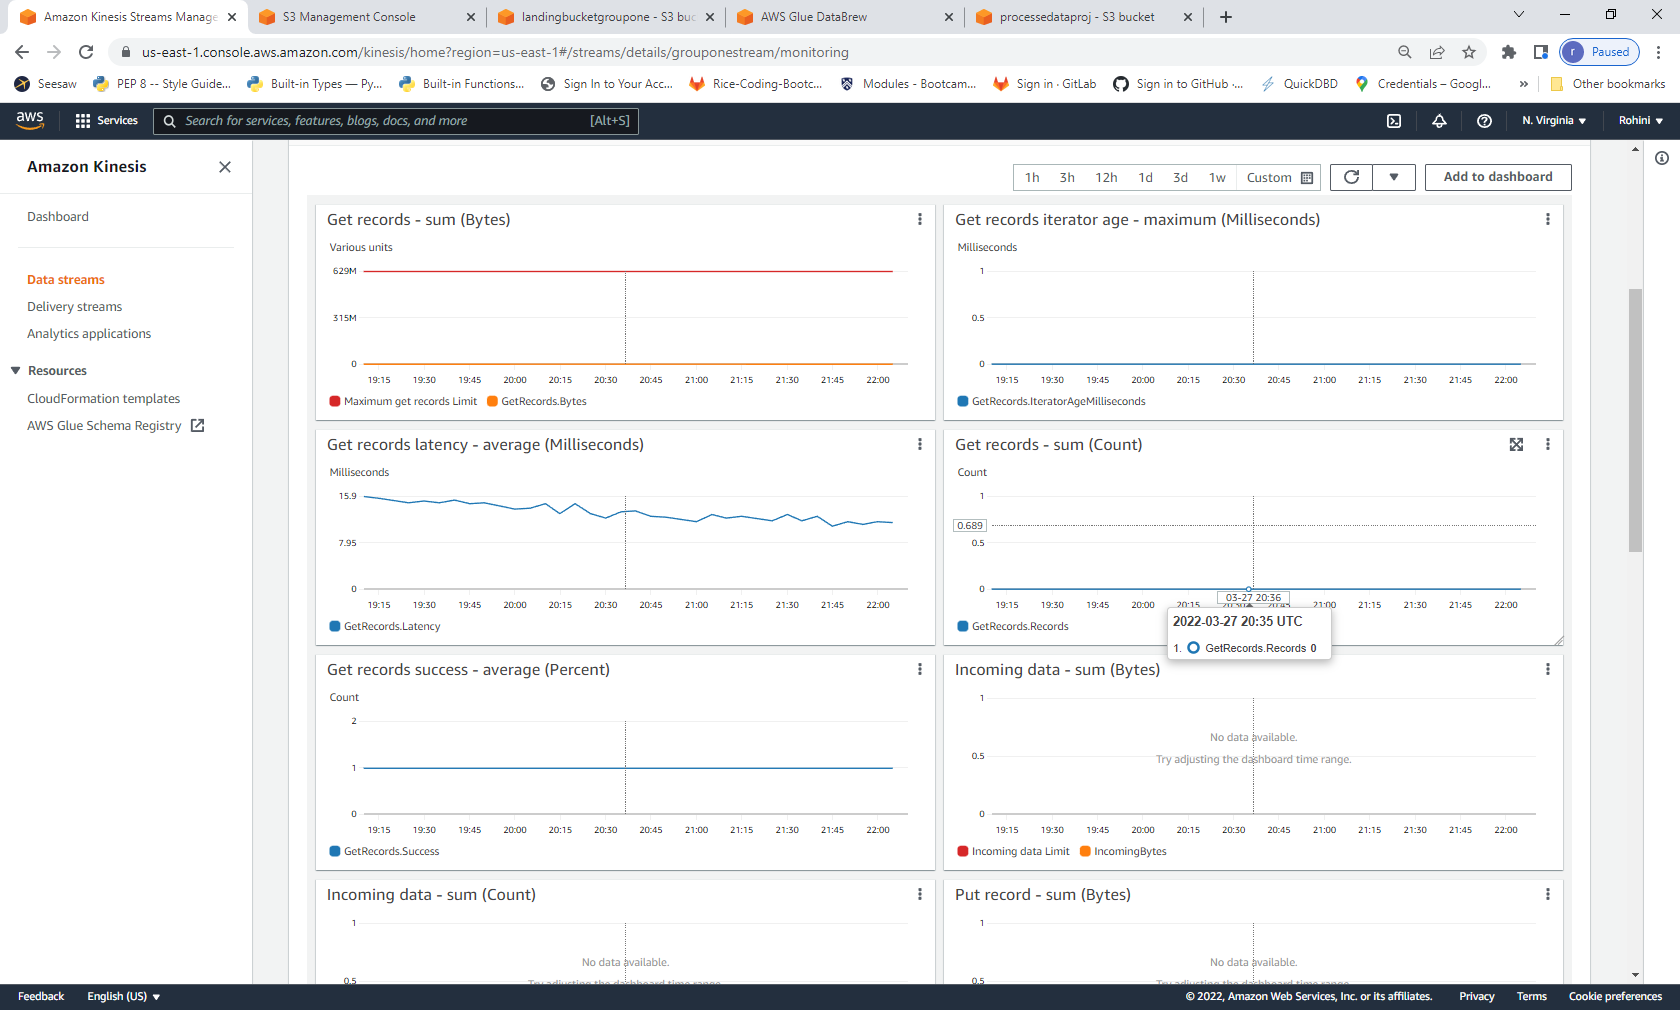 Amazon Kinesis Streams Manage
S3 Management Console
landingbucketgroupone - S3 buc
AWS Glue DataBrew
processedataproj - S3 bucket
us-east-1.console.aws.amazon.com/kinesis/home?region=us-east-1#/streams/details/grouponestream/monitoring
r Paused
Seesaw
PEP 8 -- Style Guide...
Built-in Types — Py...
Built-in Functions...
Sign In to Your Acc...
Rice-Coding-Bootc...
Modules - Bootcam...
Sign in · GitLab
Sign in to GitHub ·...
QuickDBD
Credentials – Googl...
»
Other bookmarks
aws
Services
Search for services, features, blogs, docs, and more [Alt+S]
N. Virginia
Rohini
Amazon Kinesis
Dashboard
Data streams
Delivery streams
Analytics applications
Resources
CloudFormation templates
AWS Glue Schema Registry
1h 3h 12h 1d 3d 1w Custom
Add to dashboard
Get records - sum (Bytes)
Various units
629M
315M
0
19:15 19:30 19:45 20:00 20:15 20:30 20:45 21:00 21:15 21:30 21:45 22:00
Maximum get records Limit GetRecords.Bytes
Get records iterator age - maximum (Milliseconds)
Milliseconds
1
0.5
0
19:15 19:30 19:45 20:00 20:15 20:30 20:45 21:00 21:15 21:30 21:45 22:00
GetRecords.IteratorAgeMilliseconds
Get records latency - average (Milliseconds)
Milliseconds
15.9
7.95
0
19:15 19:30 19:45 20:00 20:15 20:30 20:45 21:00 21:15 21:30 21:45 22:00
GetRecords.Latency
Get records - sum (Count)
Count
1
0.689
0.5
0
03-27 20:36
19:15 19:30 19:45 20:00 20:15 20:30 20:45 21:00 21:15 21:30 21:45 22:00
GetRecords.Records
2022-03-27 20:35 UTC
1. GetRecords.Records 0
Get records success - average (Percent)
Count
2
1
0
19:15 19:30 19:45 20:00 20:15 20:30 20:45 21:00 21:15 21:30 21:45 22:00
GetRecords.Success
Incoming data - sum (Bytes)
1
No data available.
0.5
Try adjusting the dashboard time range.
0
19:15 19:30 19:45 20:00 20:15 20:30 20:45 21:00 21:15 21:30 21:45 22:00
Incoming data Limit IncomingBytes
Incoming data - sum (Count)
1
No data available.
0.5
Try adjusting the dashboard time range.
Put record - sum (Bytes)
1
No data available.
0.5
Try adjusting the dashboard time range.
Feedback
English (US)
© 2022, Amazon Web Services, Inc. or its affiliates.
Privacy
Terms
Cookie preferences